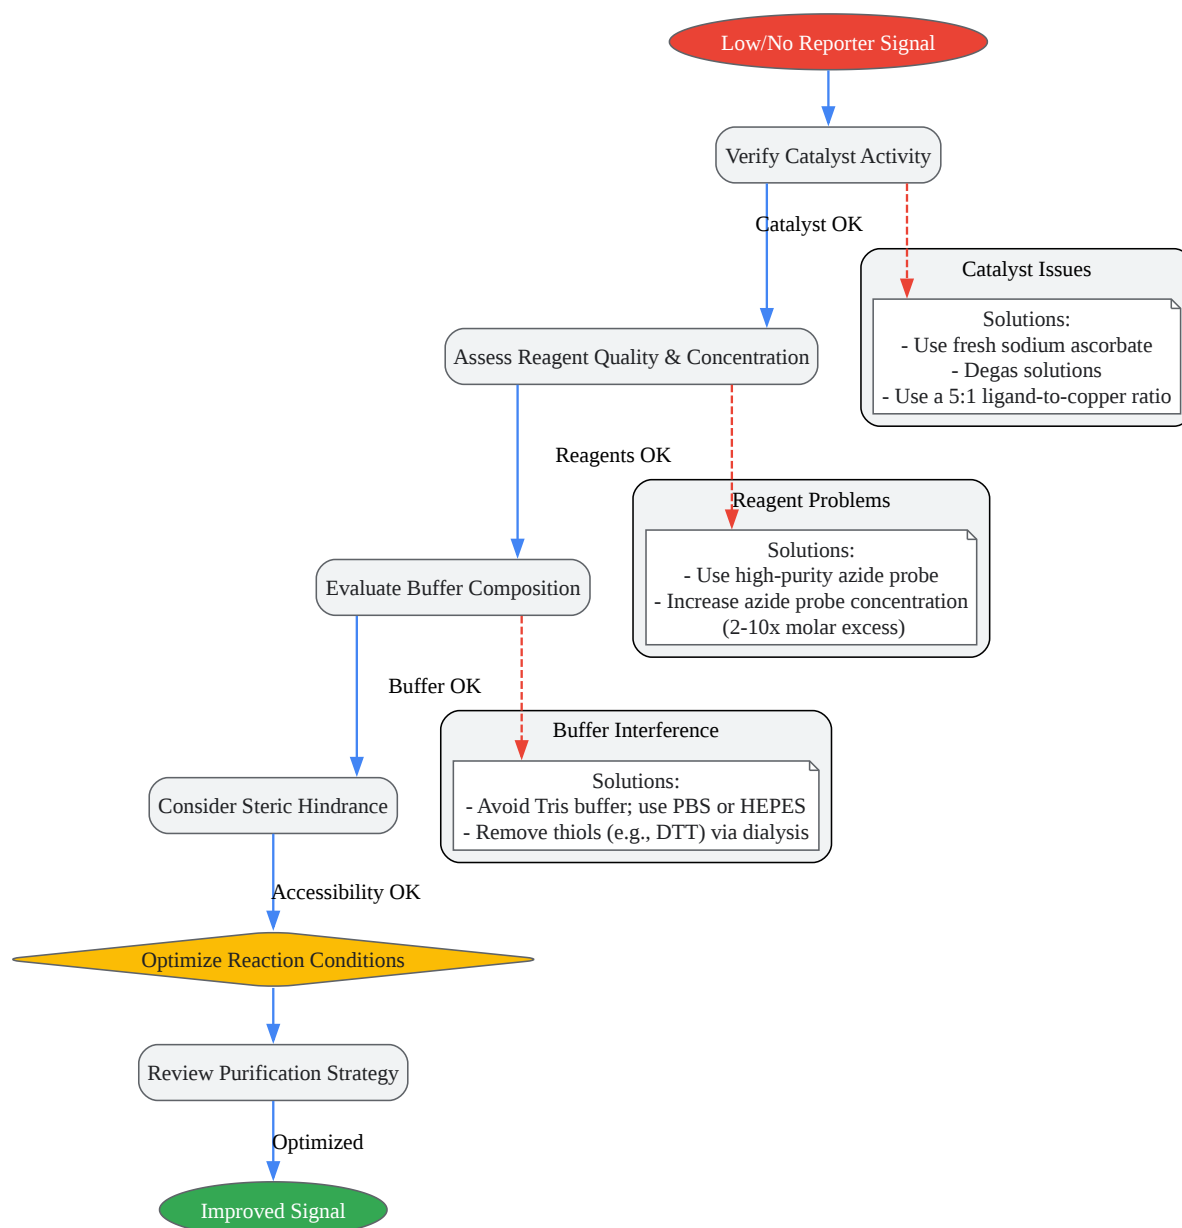 Low/No Reporter Signal
Verify Catalyst Activity
Catalyst OK
Catalyst Issues
Solutions:
- Use fresh sodium ascorbate
- Degas solutions
- Use a 5:1 ligand-to-copper ratio
Assess Reagent Quality & Concentration
Reagents OK
Reagent Problems
Solutions:
- Use high-purity azide probe
- Increase azide probe concentration
(2-10x molar excess)
Evaluate Buffer Composition
Buffer OK
Buffer Interference
Solutions:
- Avoid Tris buffer; use PBS or HEPES
- Remove thiols (e.g., DTT) via dialysis
Consider Steric Hindrance
Accessibility OK
Optimize Reaction Conditions
Review Purification Strategy
Optimized
Improved Signal